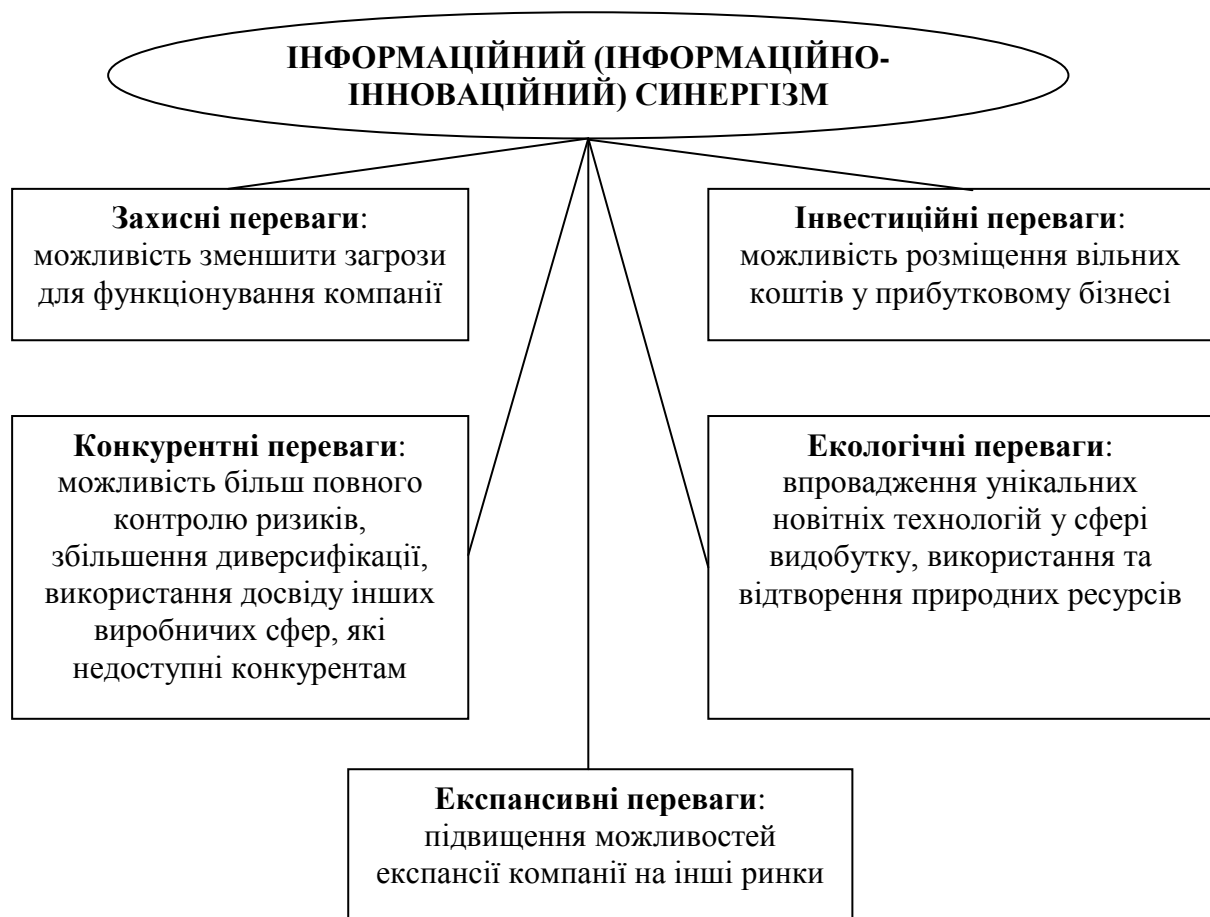 ІНФОРМАЦІЙНИЙ (ІНФОРМАЦІЙНО-
ІННОВАЦІЙНИЙ) СИНЕРГІЗМ
Захисні переваги:
можливість зменшити загрози
для функціонування компанії
Інвестиційні переваги:
можливість розміщення вільних
коштів у прибутковому бізнесі
Конкурентні переваги:
можливість більш повного
контролю ризиків,
збільшення диверсифікації,
використання досвіду інших
виробничих сфер, які
недоступні конкурентам
Екологічні переваги:
впровадження унікальних
новітніх технологій у сфері
видобутку, використання та
відтворення природних ресурсів
Експансивні переваги:
підвищення можливостей
експансії компанії на інші ринки